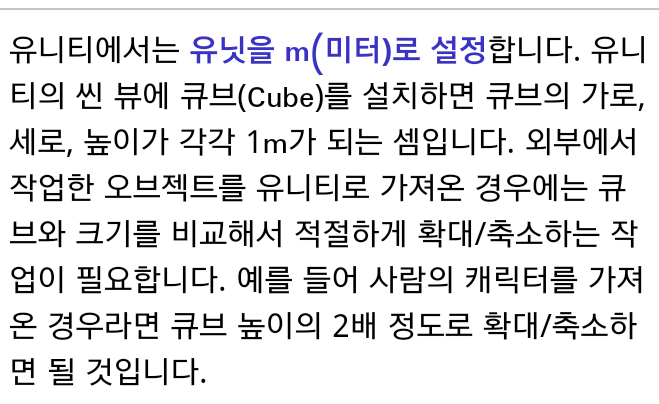 유니티에서는 유닛을 m(미터)로 설정합니다. 유니
티의 씬 뷰에 큐브(Cube)를 설치하면 큐브의 가로,
세로, 높이가 각각 1m가 되는 셈입니다. 외부에서
작업한 오브젝트를 유니티로 가져온 경우에는 큐
브와 크기를 비교해서 적절하게 확대/축소하는 작
업이 필요합니다. 예를 들어 사람의 캐릭터를 가져
온 경우라면 큐브 높이의 2배 정도로 확대/축소하
면 될 것입니다.